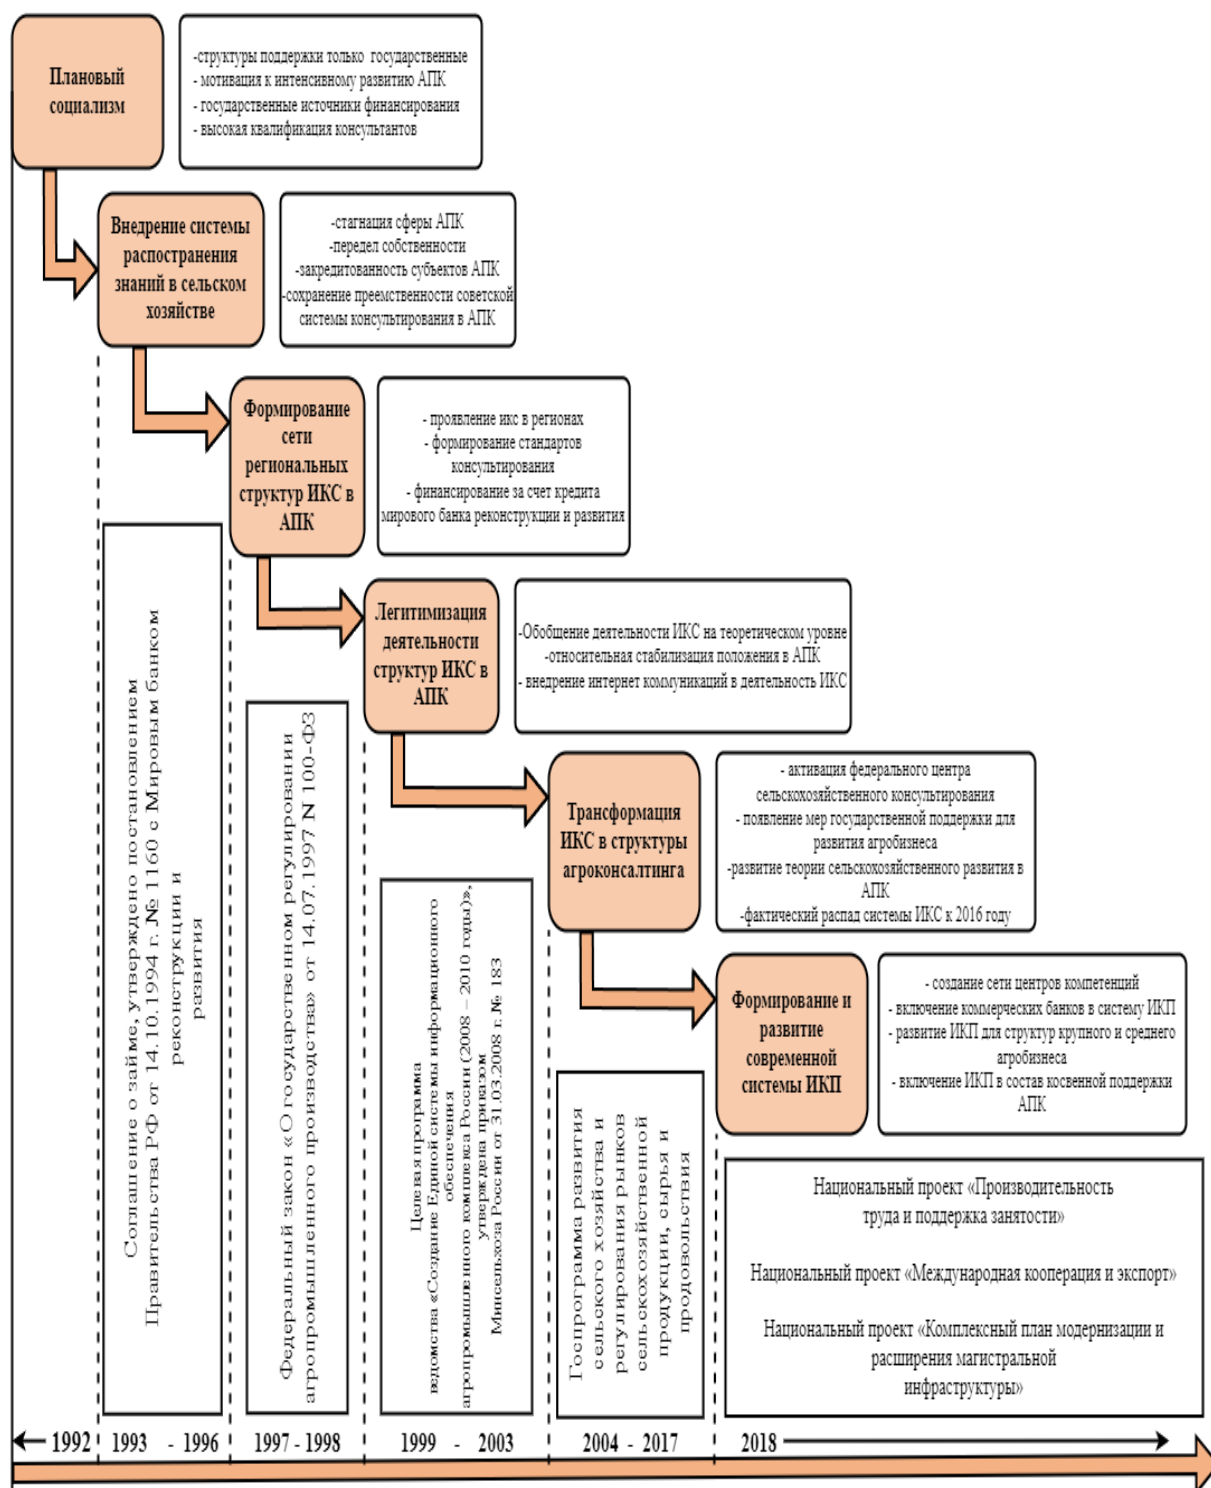 Плановый
социализм
-структуры поддержки только государственные
- мотивация к интенсивному развитию АПК
- государственные источники финансирования
- высокая квалификация консультантов
Внедрение системы
распостранения
знаний в сельском
хозяйстве
-стагнация сферы АПК
-передел собственности
-закредитованность субъектов АПК
-сохранение преемственности советской
системы консультирования в АПК
Формирование
сети
региональных
структур ИКС в
АПК
- проявление икс в регионах
- формирование стандартов
консультирования
- финансирование за счет кредита
мирового банка реконструкции и развития
Легитимизация
деятельности
структур ИКС в
АПК
-Обобщение деятельности ИКС на теоретическом уровне
-относительная стабилизация положения в АПК
- внедрение интернет коммуникаций в деятельность ИКС
Трансформация
ИКС в структуры
агроконсалтинга
- активация федерального центра
сельскохозяйственного консультирования
- появление мер государственной поддержки для
развития агробизнеса
-развитие теории сельскохозяйственного развития в
АПК
-фактический распад системы ИКС к 2016 году
Формирование и
развитие
современной
системы ИКП
- создание сети центров компетенций
- включение коммерческих банков в систему ИКП
- развитие ИКП для структур крупного и среднего
агробизнеса
- включение ИКП в состав косвенной поддержки
АПК
Соглашение о займе, утверждено постановлением
Правительства РФ от 14.10.1994 г. № 1160 с Мировым банком
реконструкции и
развития
Федеральный закон «О государственном регулировании
агропромышленного производства» от 14.07.1997 N 100-ФЗ
Целевая программа
ведомства «Создание Единой системы информационного
обеспечения
агропромышленного комплекса России (2008 – 2010 годы)»,
утверждена приказом
Минсельхоза России от 31.03.2008 г. № 183
Госпрограмма развития
сельского хозяйства и
регулирования рынков
сельскохозяйственной
продукции, сырья и
продовольствия
Национальный проект «Производительность
труда и поддержка занятости»
Национальный проект «Международная кооперация и экспорт»
Национальный проект «Комплексный план модернизации и
расширения магистральной
инфраструктуры»
1992 1993 - 1996 1997 - 1998 1999 - 2003 2004 - 2017 2018